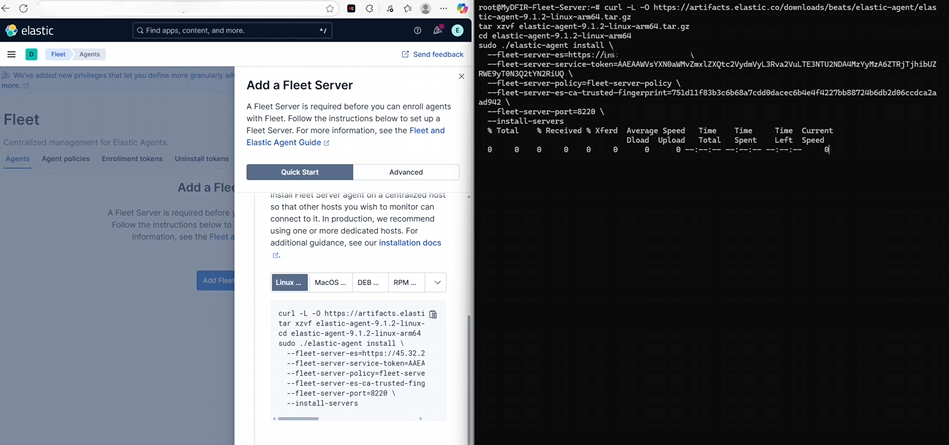 elastic
Find apps, content, and more.
*/
E
D
Fleet
Agents
Send feedback
We've added new privileges that let you define more granularly wh
more.
Fleet
Centralized management for Elastic Agents.
Agents
Agent policies
Enrollment tokens
Uninstall tokens
Add a Fle
A Fleet Server is required before y
Follow the instructions below to
information, see the Fleet a
Add Fleet
Add a Fleet Server
A Fleet Server is required before you can enroll agents
with Fleet. Follow the instructions below to set up a
Fleet Server. For more information, see the Fleet and
Elastic Agent Guide
Quick Start
Advanced
Install Fleet Server agent on a centralized host
so that other hosts you wish to monitor can
connect to it. In production, we recommend
using one or more dedicated hosts. For
additional guidance, see our installation docs
.
Linux ...
MacOS ...
DEB ...
RPM ...
curl -L -O https://artifacts.elasti
tar xzvf elastic-agent-9.1.2-linux-
cd elastic-agent-9.1.2-linux-arm64
sudo ./elastic-agent install \
--fleet-server-es=https://45.32.2
--fleet-server-service-token=AAEA
--fleet-server-policy=fleet-serve
--fleet-server-es-ca-trusted-fing
--fleet-server-port=8220 \
--install-servers
root@MyDFIR-Fleet-Server:~# curl -L -O https://artifacts.elastic.co/downloads/beats/elastic-agent/elas
tic-agent-9.1.2-linux-arm64.tar.gz
tar xzvf elastic-agent-9.1.2-linux-arm64.tar.gz
cd elastic-agent-9.1.2-linux-arm64
sudo ./elastic-agent install \
--fleet-server-es=https:// \
--fleet-server-policy=fleet-server-policy \
--fleet-server-port=8220 \
--install-servers
% Total % Received % Xferd Average Speed Time Time Time Current
Dload Upload Total Spent Left Speed
0 0 0 0 0 0 0 0 --:--:-- --:--:-- --:--:-- 0